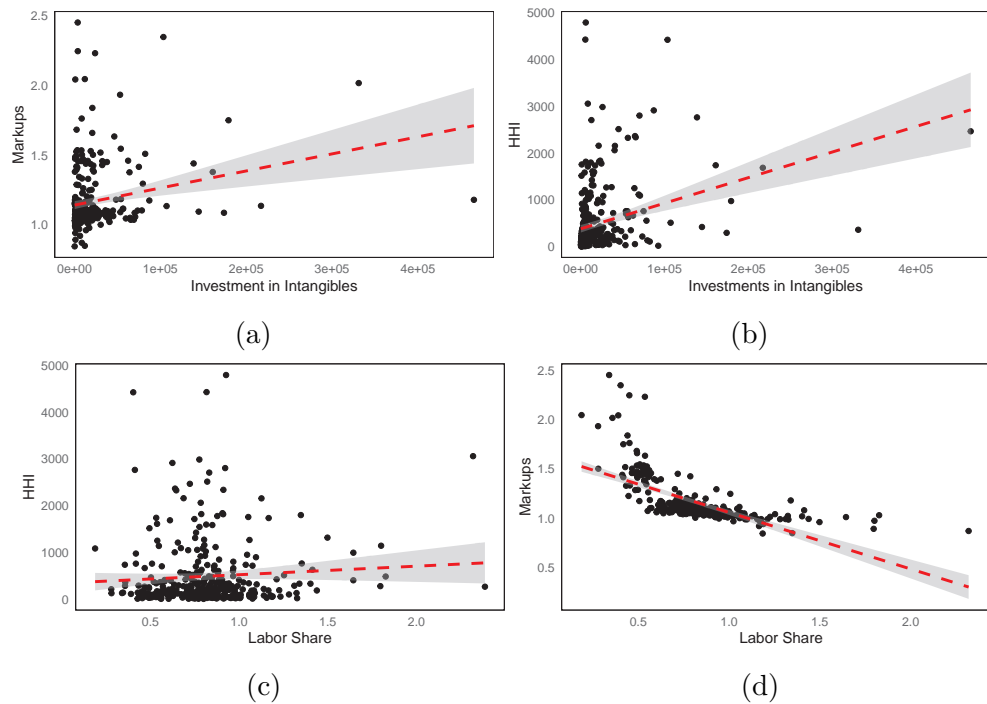 2.5
2.0
1.5
1.0
Markups
0e+00 1e+05 2e+05 3e+05 4e+05
Investment in Intangibles
(a)
5000
4000
3000
2000
1000
0
HHI
0e+00 1e+05 2e+05 3e+05 4e+05
Investments in Intangibles
(b)
5000
4000
3000
2000
1000
0
HHI
0.5 1.0 1.5 2.0
Labor Share
(c)
2.5
2.0
1.5
1.0
0.5
Markups
0.5 1.0 1.5 2.0
Labor Share
(d)